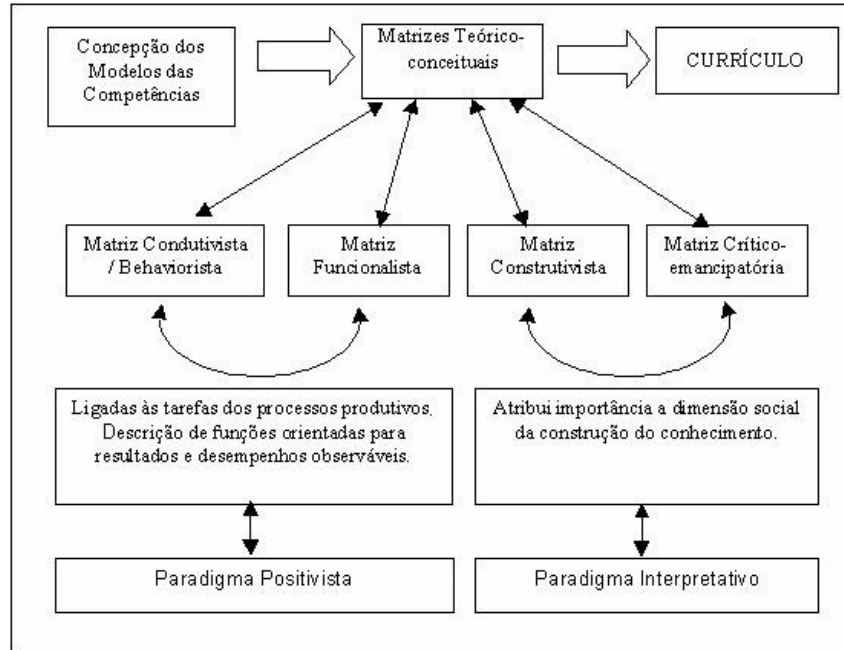 Concepção dos
Modelos das
Competências
Matrizes Teórico-
conceituais
CURRÍCULO
Matriz Condutivista
/ Behaviorista
Matriz
Funcionalista
Matriz
Construtivista
Matriz Crítico-
emancipatória
Ligadas às tarefas dos processos produtivos.
Descrição de funções orientadas para
resultados e desempenhos observáveis.
Atribui importância a dimensão social
da construção do conhecimento.
Paradigma Positivista
Paradigma Interpretativo